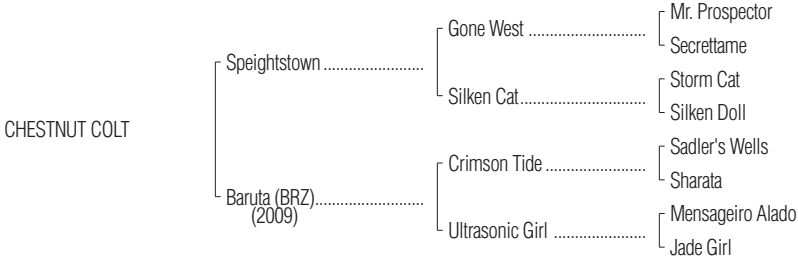 Mr. Prospector
Gone West ............................
Secrettame
Speightstown ........................
Storm Cat
Silken Cat..............................
Silken Doll
CHESTNUT COLT
Sadler's Wells
Crimson Tide ........................
Sharata
Baruta (BRZ)..........................
(2009)
Mensageiro Alado
Ultrasonic Girl ......................
Jade Girl